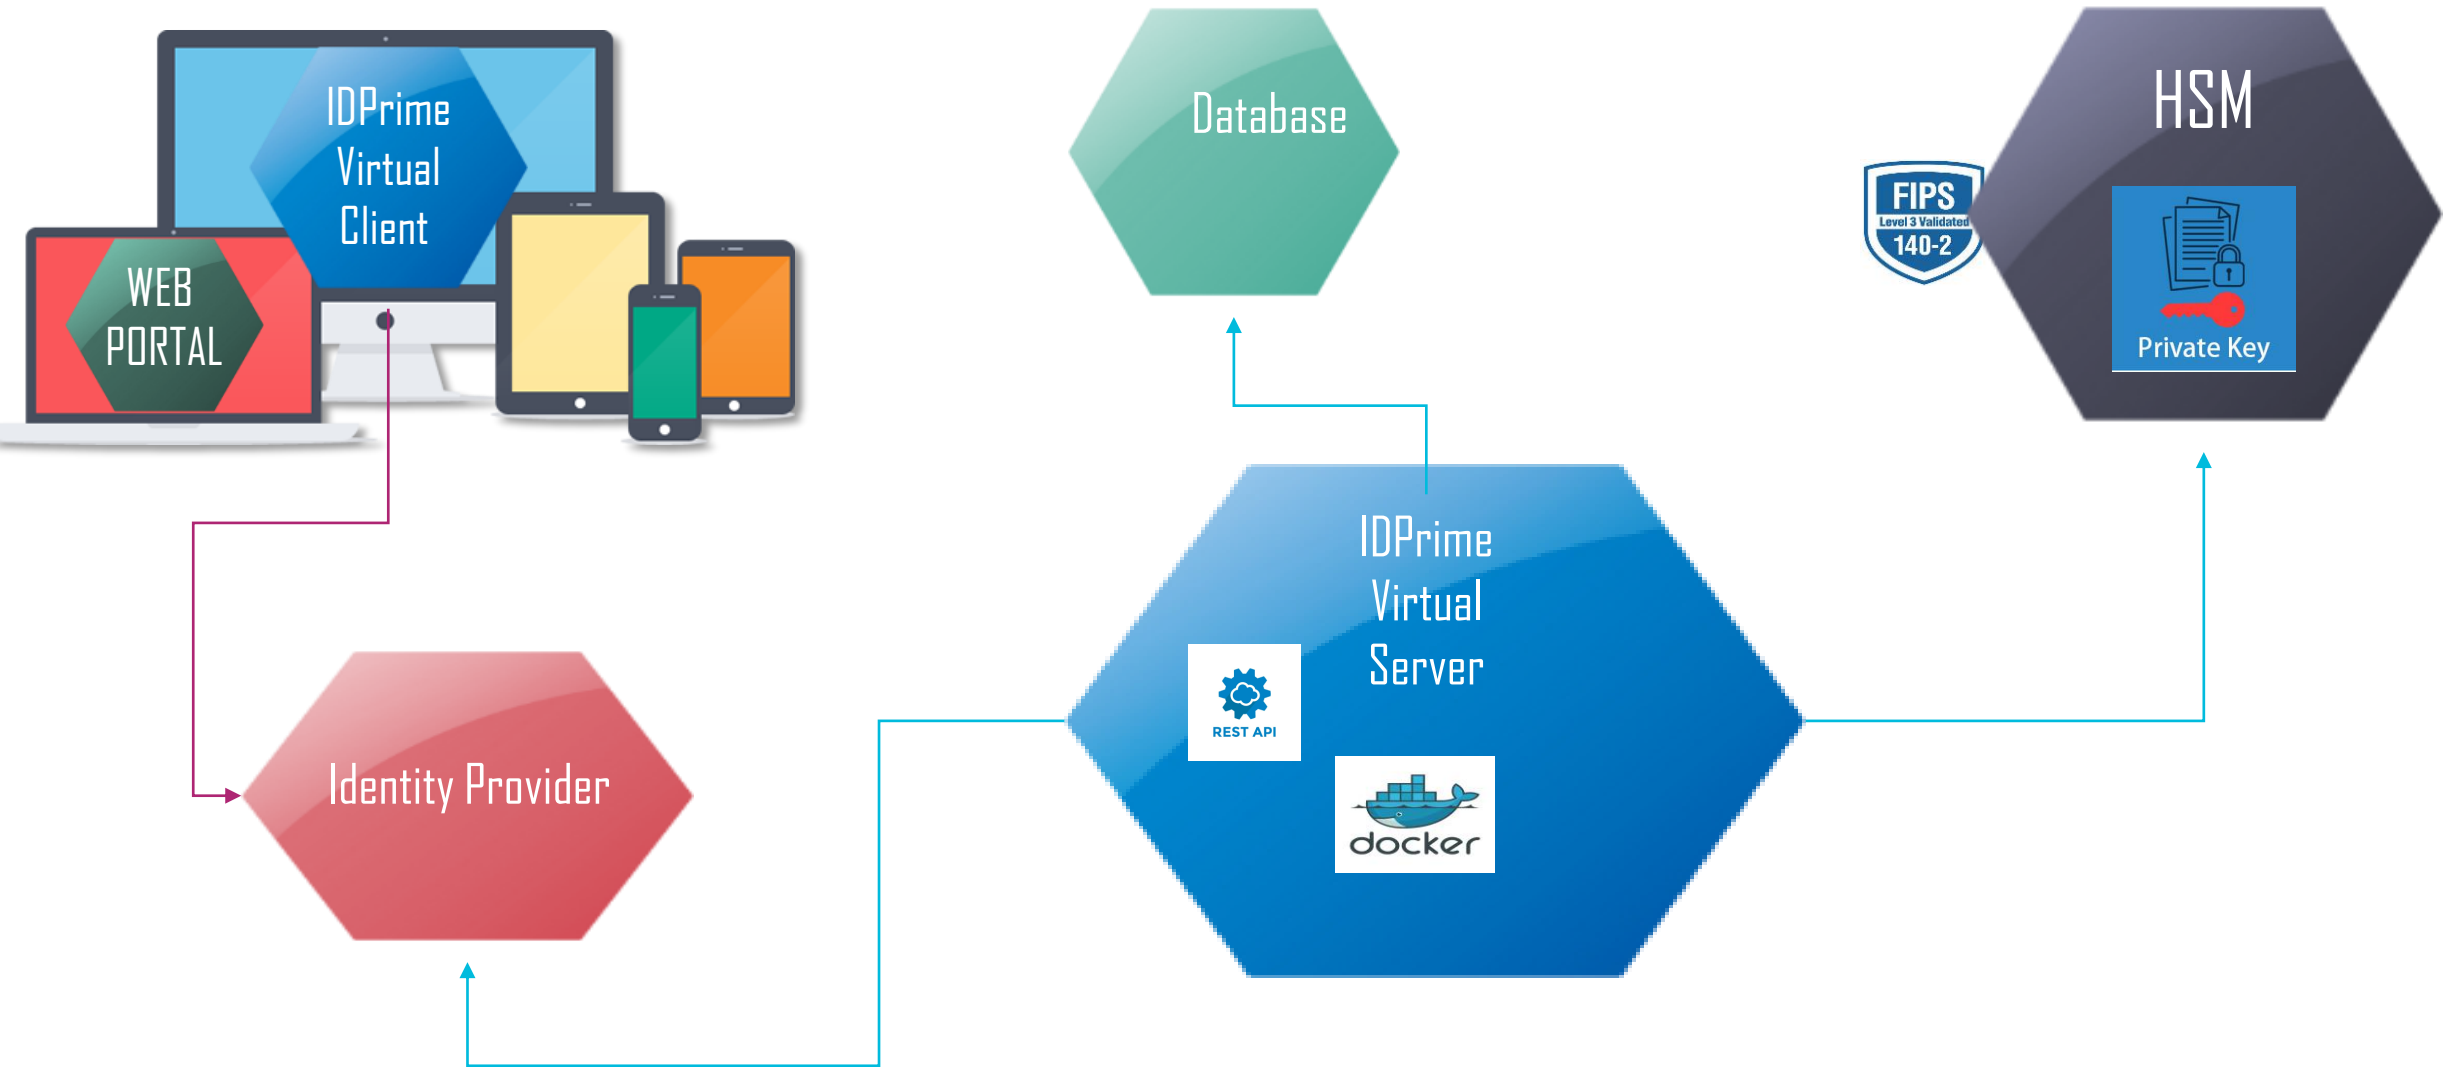 IDPrime
Virtual
Client
WEB
PORTAL
Database
HSM
FIPS
Level 3 Validated
140-2
Private Key
IDPrime
Virtual
Server
REST API
docker
Identity Provider